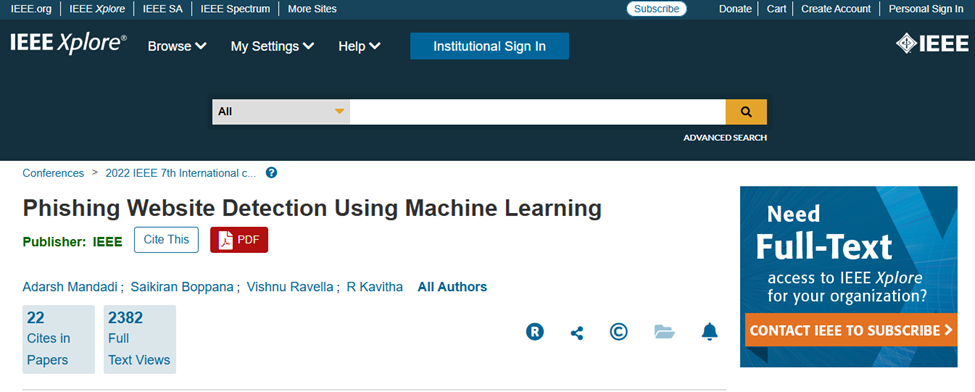 IEEE.org IEEE Xplore IEEE SA IEEE Spectrum More Sites Subscribe Donate Cart Create Account Personal Sign In
IEEE Xplore® Browse My Settings Help Institutional Sign In IEEE
All
ADVANCED SEARCH
Conferences > 2022 IEEE 7th International c... ?
Phishing Website Detection Using Machine Learning
Publisher: IEEE Cite This PDF
Adarsh Mandadi ; Saikiran Boppana ; Vishnu Ravella ; R Kavitha All Authors
22
Cites in
Papers
2382
Full
Text Views
R ©
Need
Full-Text
access to IEEE Xplore
for your organization?
CONTACT IEEE TO SUBSCRIBE >